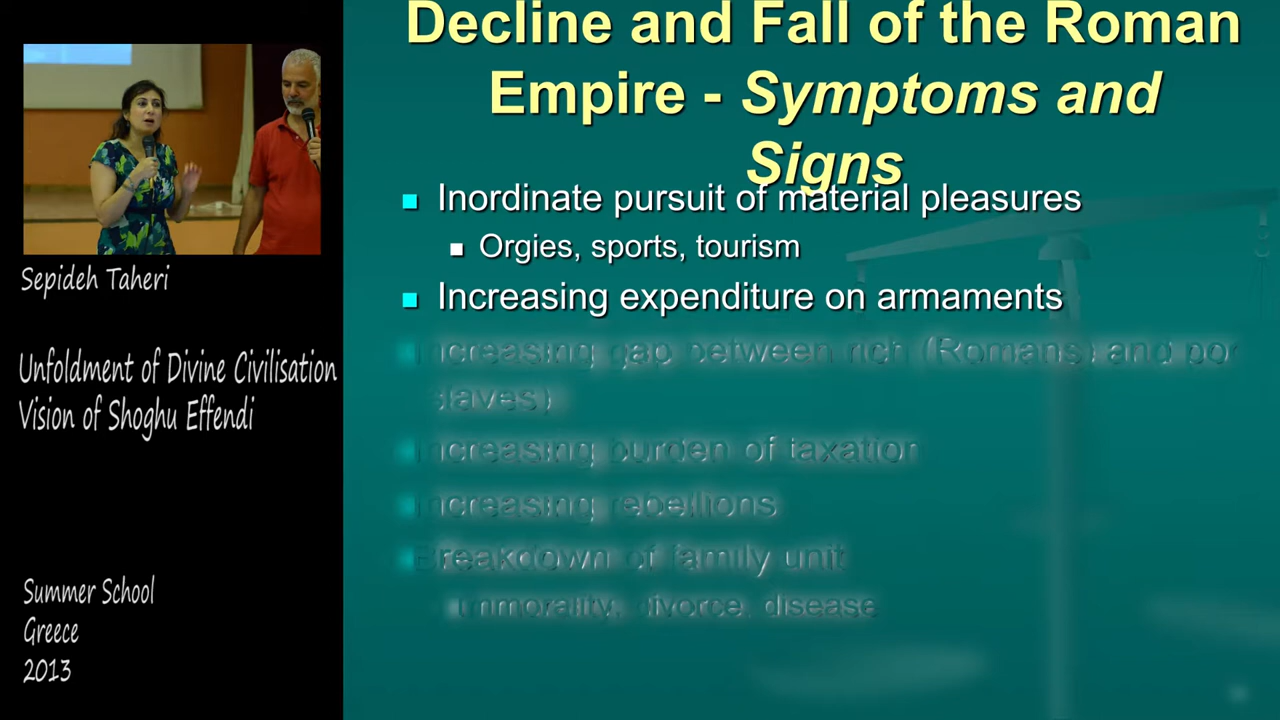 Decline and Fall of the Roman
Empire - Symptoms and
Signs
Inordinate pursuit of material pleasures
Orgies, sports, tourism
Increasing expenditure on armaments
Increasing gap between rich (Romans) and
slaves)
Increasing burden of taxation
Increasing rebellions
Breakdown of family unit
Immorality, divorce, disease
Sepideh Taheri
Unfoldment of Divine Civilisation
Vision of Shoghu Effendi
Summer School
Greece
2013